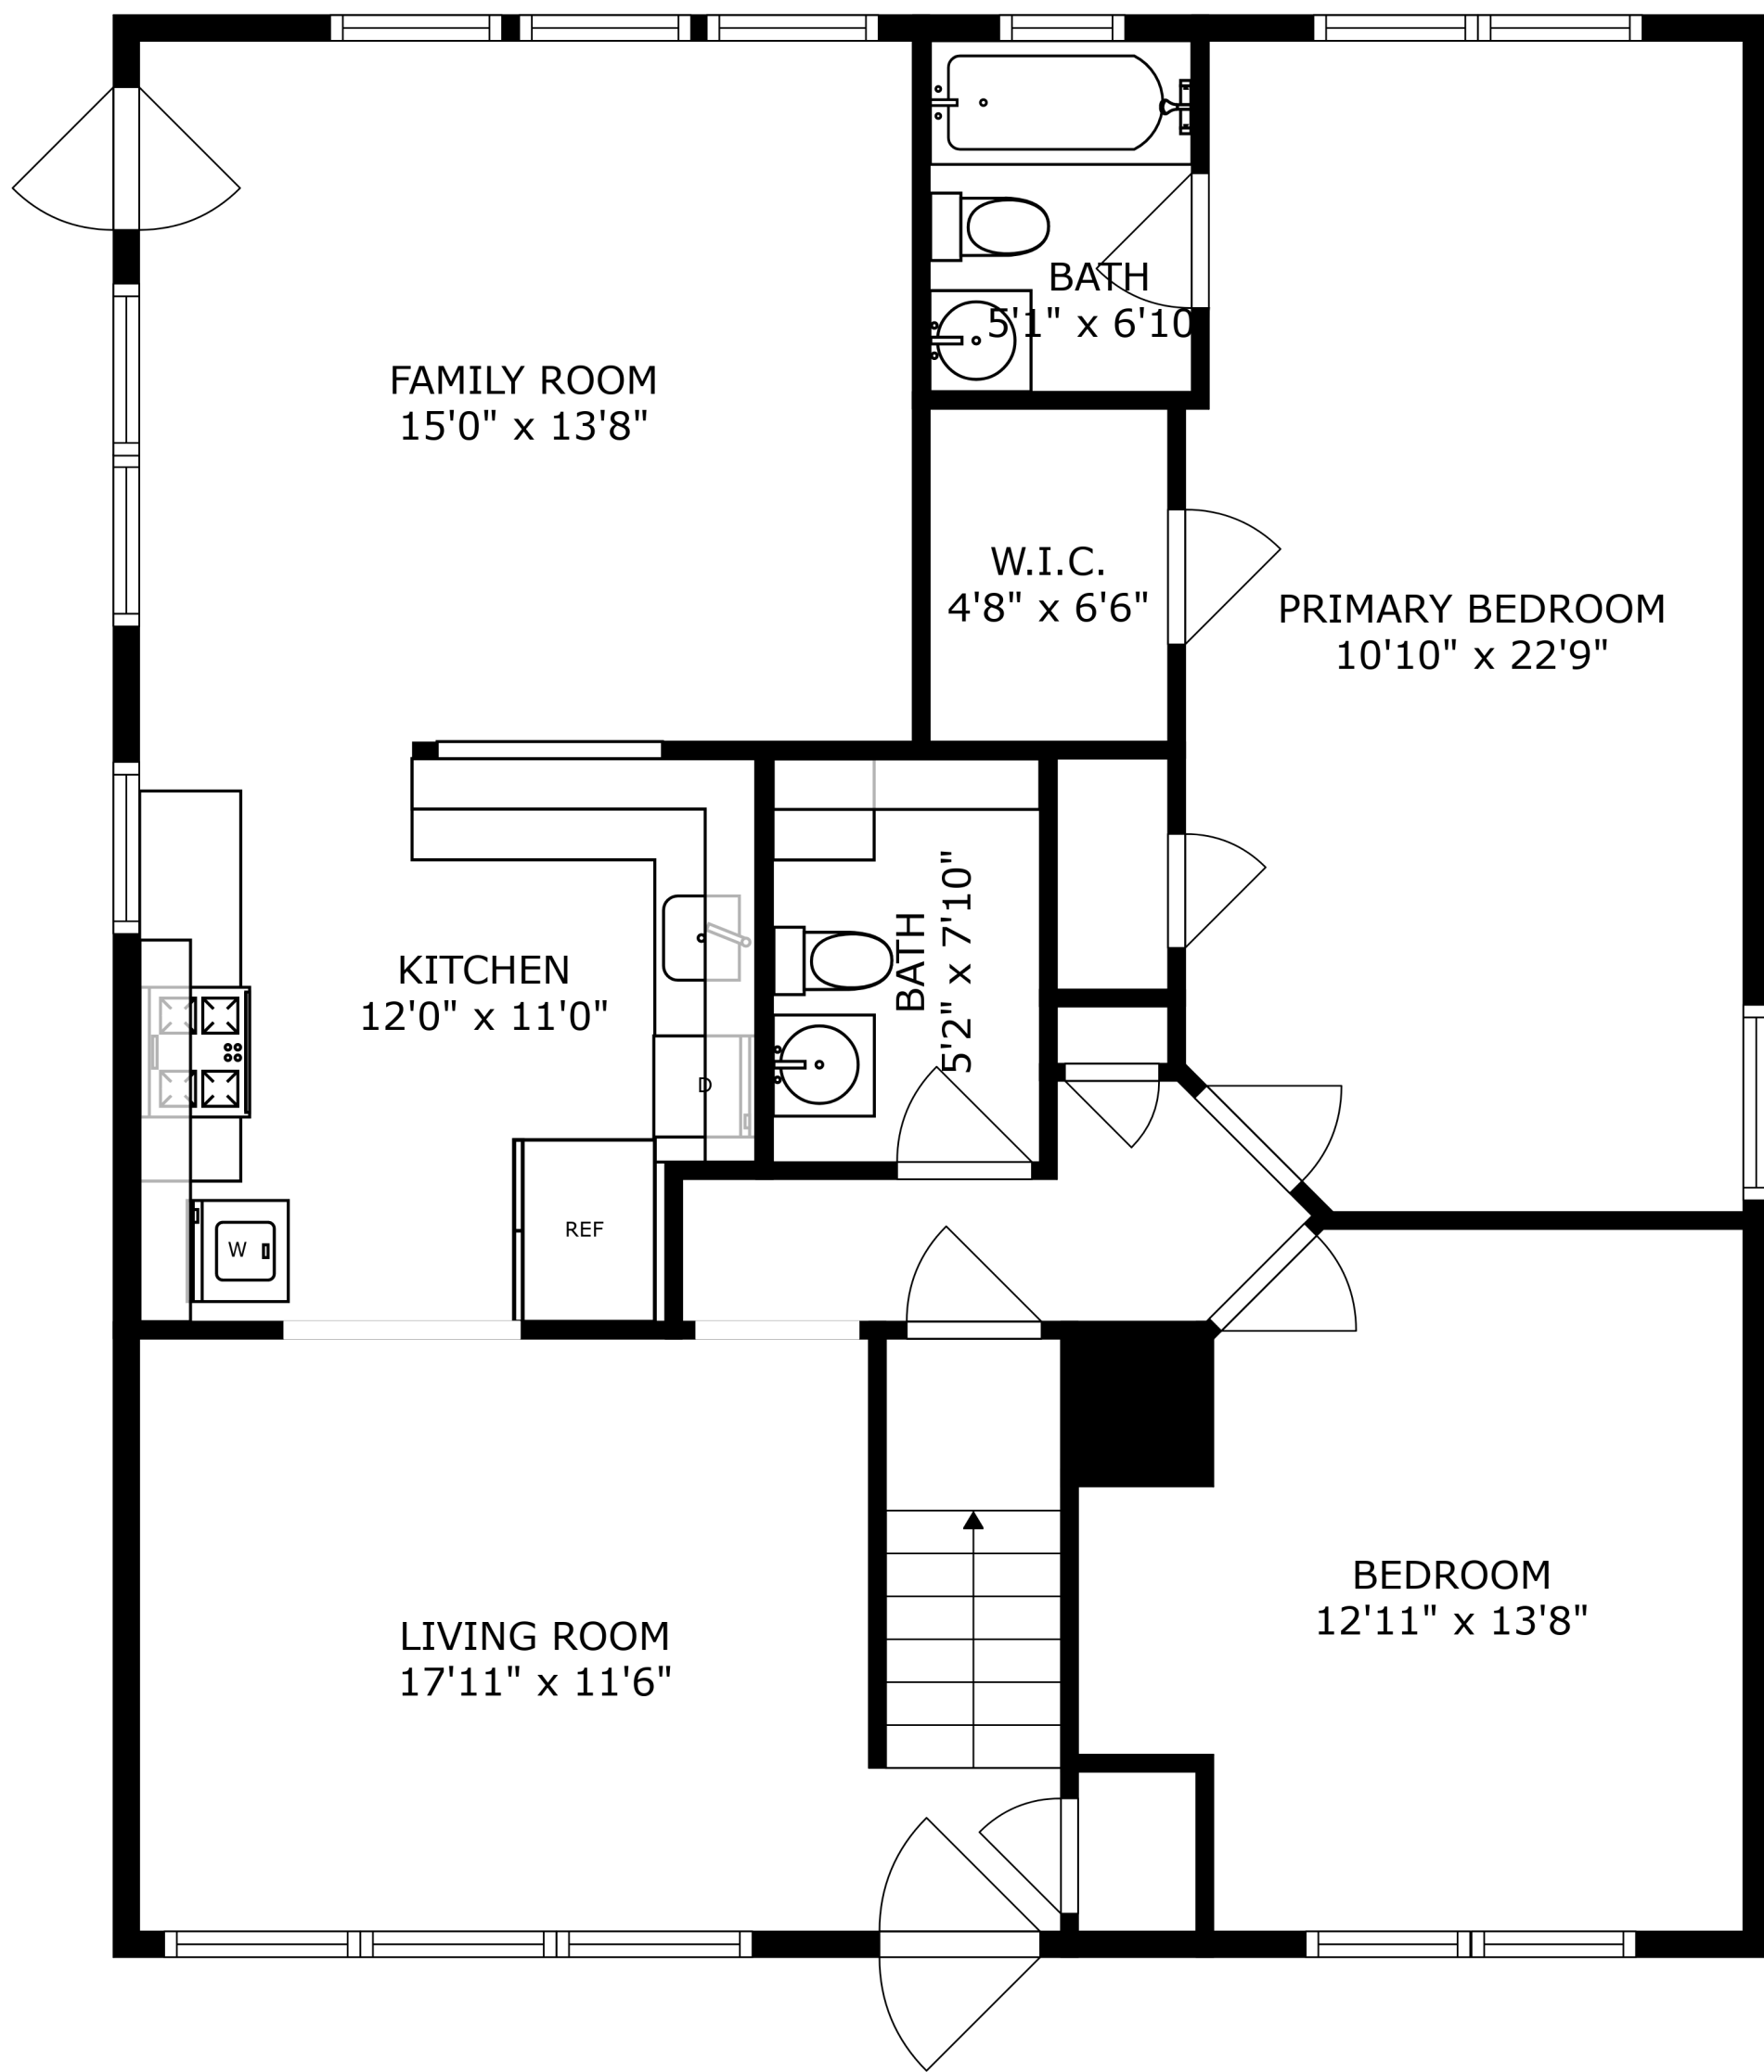 BATH
5'1" x 6'10
FAMILY ROOM
15'0" x 13'8"
W.I.C.
4'8" x 6'6"
PRIMARY BEDROOM
10'10" x 22'9"
KITCHEN
12'0" x 11'0"
BATH
5'2" x 7'10"
D
REF
W
BEDROOM
12'11" x 13'8"
LIVING ROOM
17'11" x 11'6"